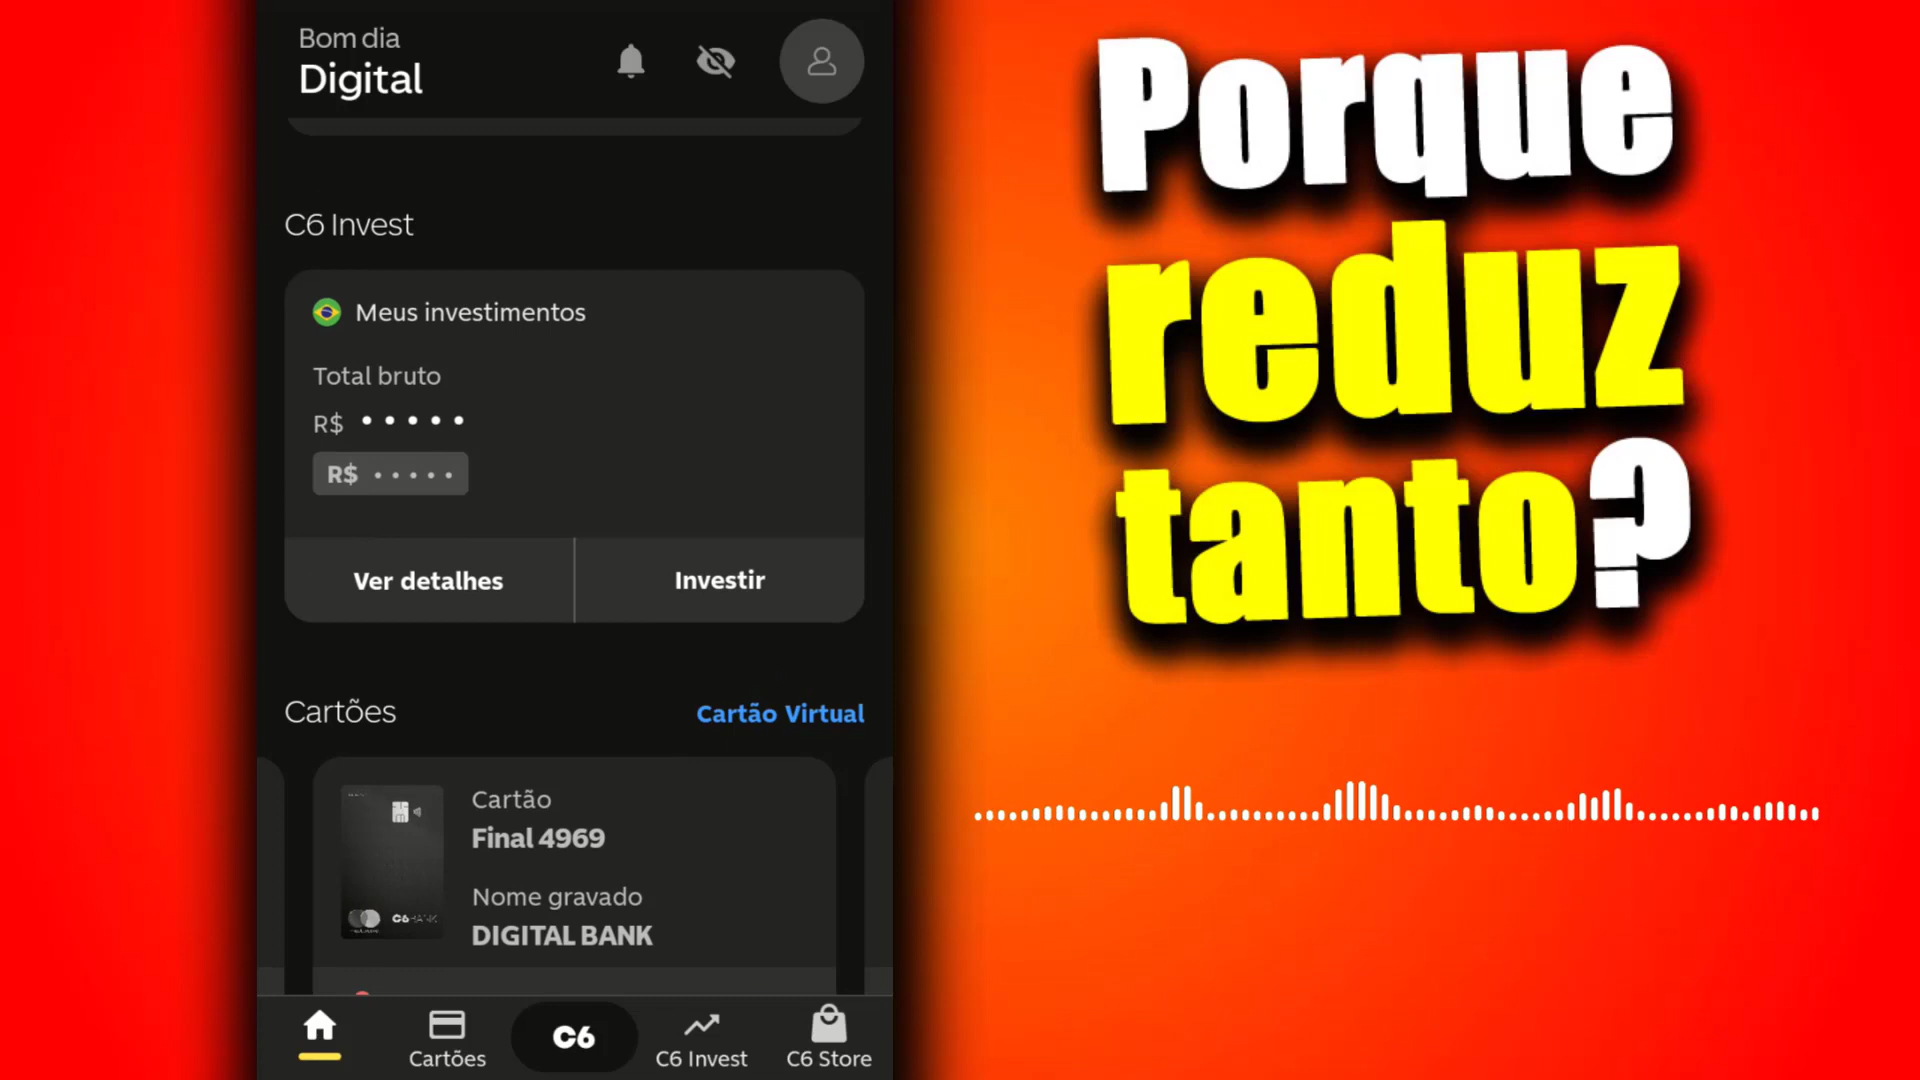 Bom dia
Digital
C6 Invest
Meus investimentos
Total bruto
R$ •••••
R$ •••••
Ver detalhes
Investir
Cartões
Cartão Virtual
Cartão
Final 4969
Nome gravado
DIGITAL BANK
C6BANK
Cartões
C6
C6 Invest
C6 Store
Porque
reduz
tanto?